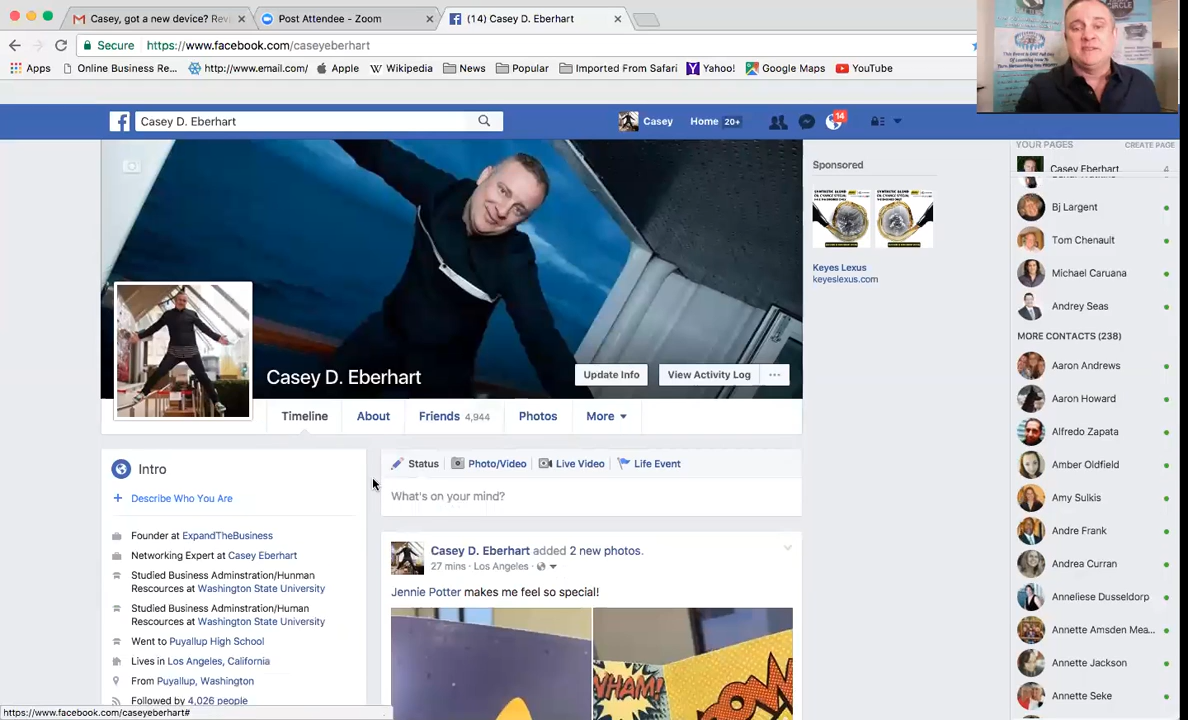 Casey, got a new device? Rev
Post Attendee - Zoom
(14) Casey D. Eberhart
Secure https://www.facebook.com/caseyeberhart
Apps Online Business Re... http://www.email.com/ Apple Wikipedia News Popular Imported From Safari Yahoo! Google Maps YouTube
Casey D. Eberhart
Casey Home 20+ 14
Casey D. Eberhart
Update Info View Activity Log
Timeline About Friends 4,944 Photos More
Intro
Describe Who You Are
Founder at ExpandTheBusiness
Networking Expert at Casey Eberhart
Studied Business Adminstration/Hunman
Rescources at Washington State University
Studied Business Adminstration/Human
Rescources at Washington State University
Went to Puyallup High School
Lives in Los Angeles, California
From Puyallup, Washington
Followed by 4,026 people
https://www.facebook.com/caseyeberhart#
Status Photo/Video Live Video Life Event
What's on your mind?
Casey D. Eberhart added 2 new photos.
27 mins · Los Angeles ·
Jennie Potter makes me feel so special!
WHAM!
POW
Sponsored
Keyes Lexus
keyeslexus.com
YOUR PAGES CREATE PAGE
Casey Eberhart 4
Bj Largent
Tom Chenault
Michael Caruana
Andrey Seas
MORE CONTACTS (238)
Aaron Andrews
Aaron Howard
Alfredo Zapata
Amber Oldfield
Amy Sulkis
Andre Frank
Andrea Curran
Anneliese Dusseldorp
Annette Amsden Mea...
Annette Jackson
Annette Seke